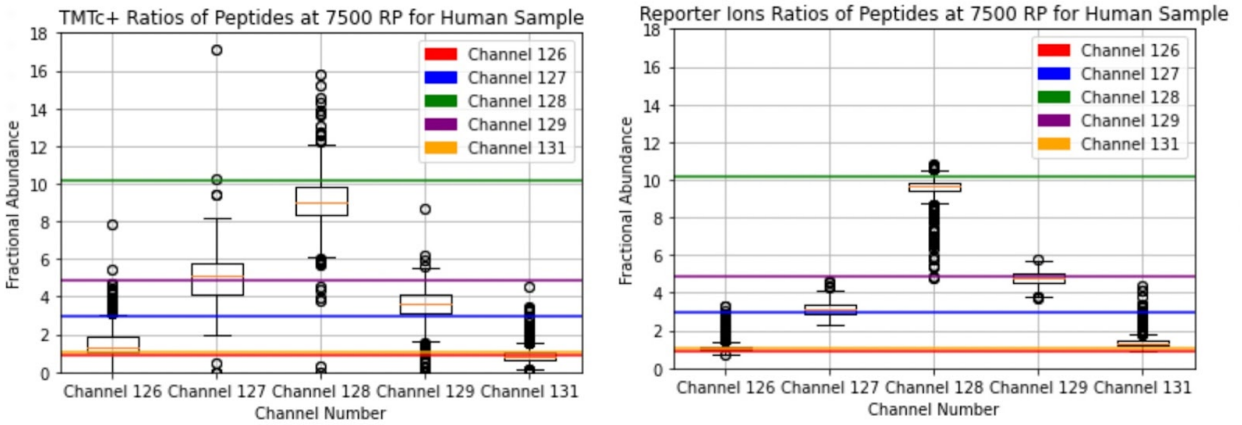 TMTc+ Ratios of Peptides at 7500 RP for Human Sample
18
16
14
12
10
8
6
4
2
0
Fractional Abundance
Channel 126
Channel 127
Channel 128
Channel 129
Channel 131
Channel 126 Channel 127 Channel 128 Channel 129 Channel 131
Channel Number
Reporter Ions Ratios of Peptides at 7500 RP for Human Sample
18
16
14
12
10
8
6
4
2
0
Fractional Abundance
Channel 126
Channel 127
Channel 128
Channel 129
Channel 131
Channel 126 Channel 127 Channel 128 Channel 129 Channel 131
Channel Number